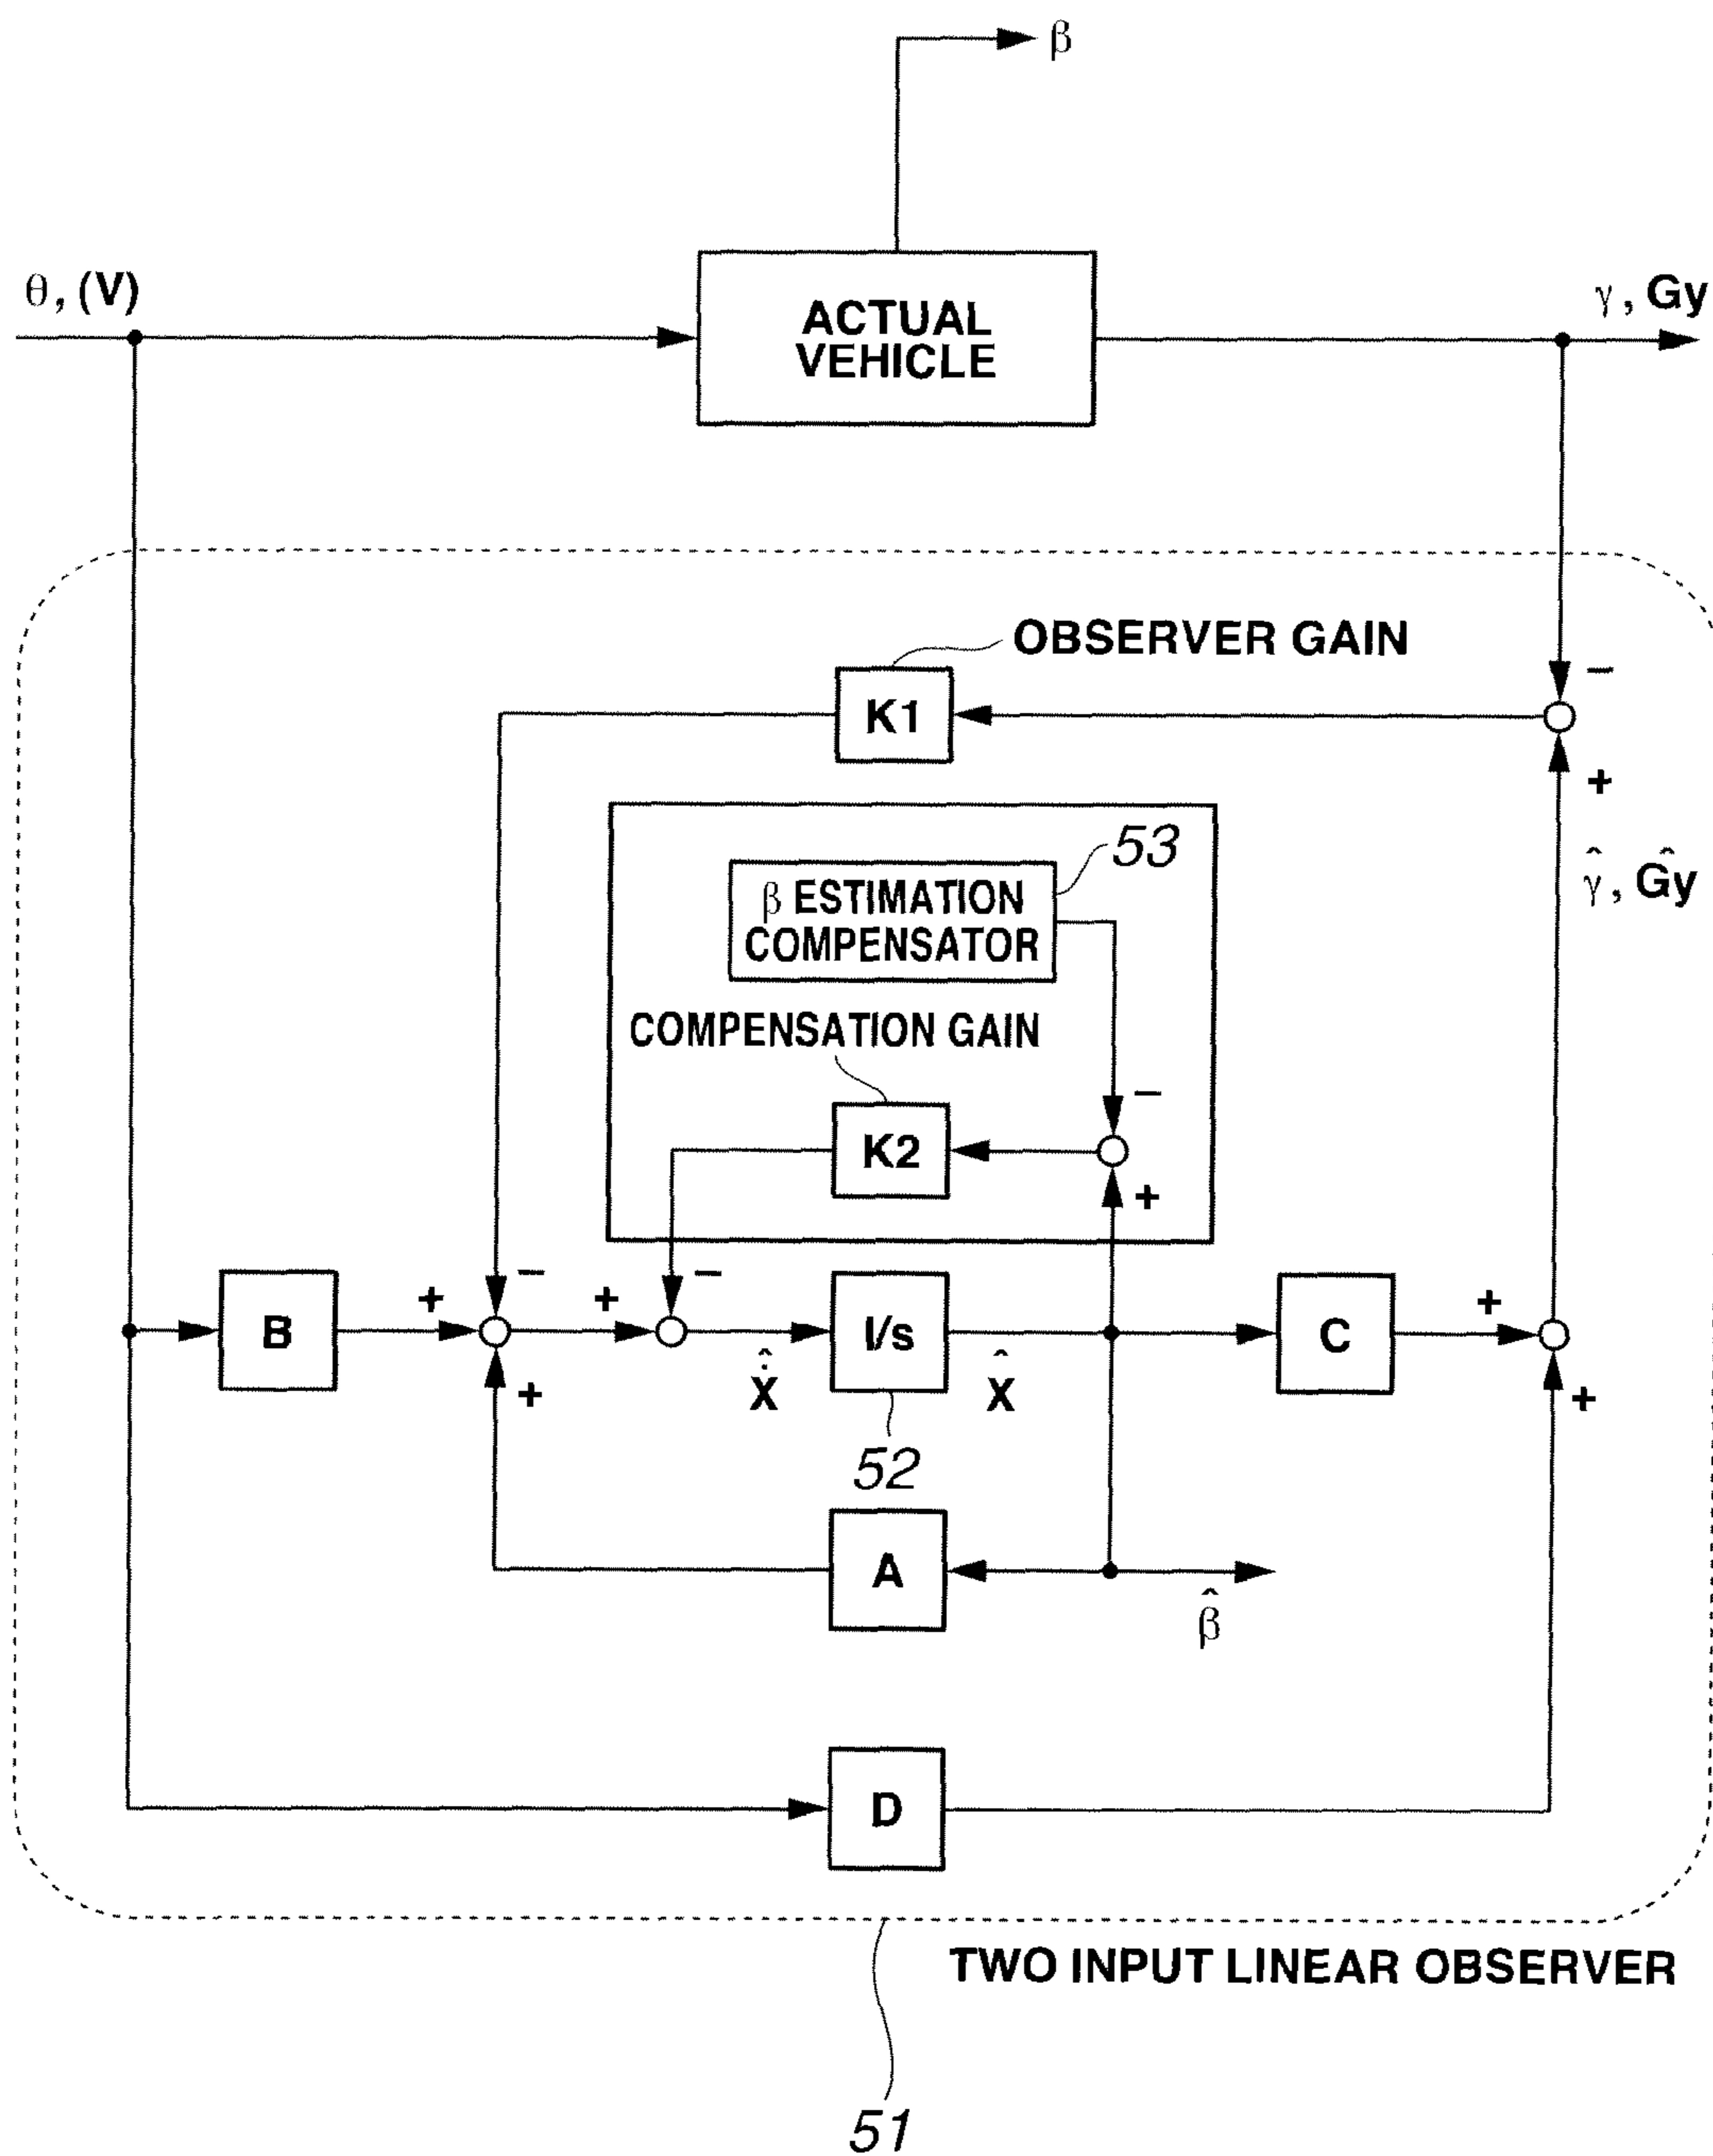 β
θ, (V)
ACTUAL
VEHICLE
γ, Gy
OBSERVER GAIN
K1
−
+
γ̂, Ĝy
53
β ESTIMATION
COMPENSATOR
COMPENSATION GAIN
K2
−
+
B
+
−
+
+
−
I/s
52
Ẋ̂
X̂
C
+
+
A
β̂
D
TWO INPUT LINEAR OBSERVER
51